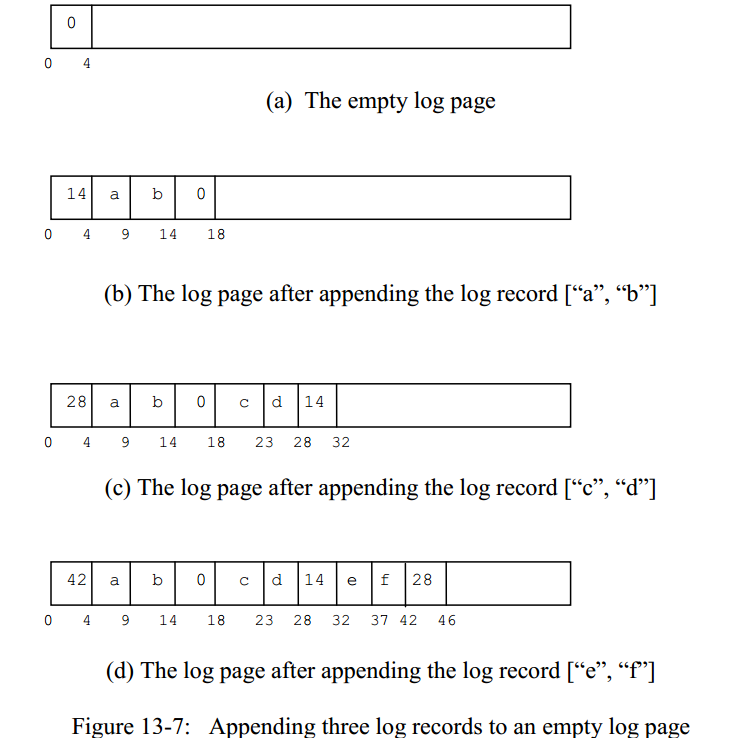 0
0 4
(a) The empty log page
14 a b 0
0 4 9 14 18
(b) The log page after appending the log record [“a”, “b”]
28 a b 0 c d 14
0 4 9 14 18 23 28 32
(c) The log page after appending the log record [“c”, “d”]
42 a b 0 c d 14 e f 28
0 4 9 14 18 23 28 32 37 42 46
(d) The log page after appending the log record [“e”, “f”]
Figure 13-7: Appending three log records to an empty log page